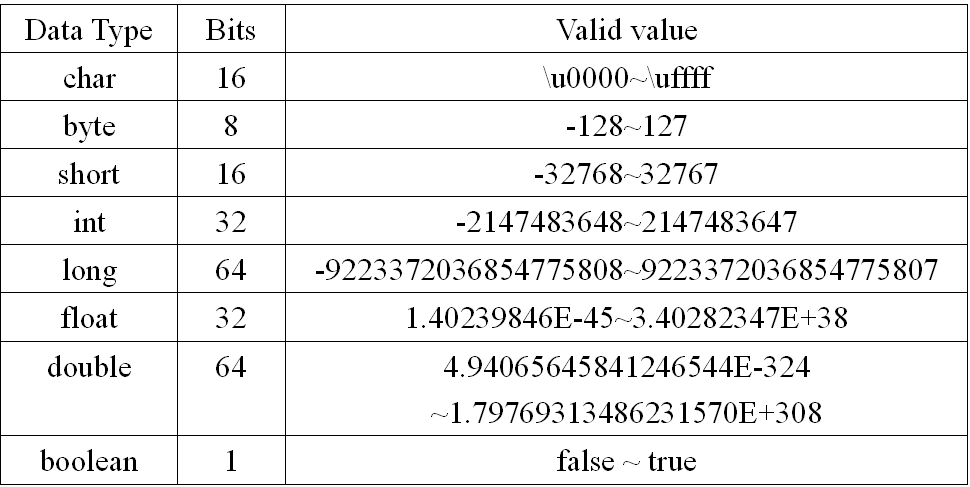 Data Type Bits Valid value
char 16 \u0000~\uffff
byte 8 -128~127
short 16 -32768~32767
int 32 -2147483648~2147483647
long 64 -9223372036854775808~9223372036854775807
float 32 1.40239846E-45~3.40282347E+38
double 64 4.94065645841246544E-324
~1.79769313486231570E+308
boolean 1 false ~ true